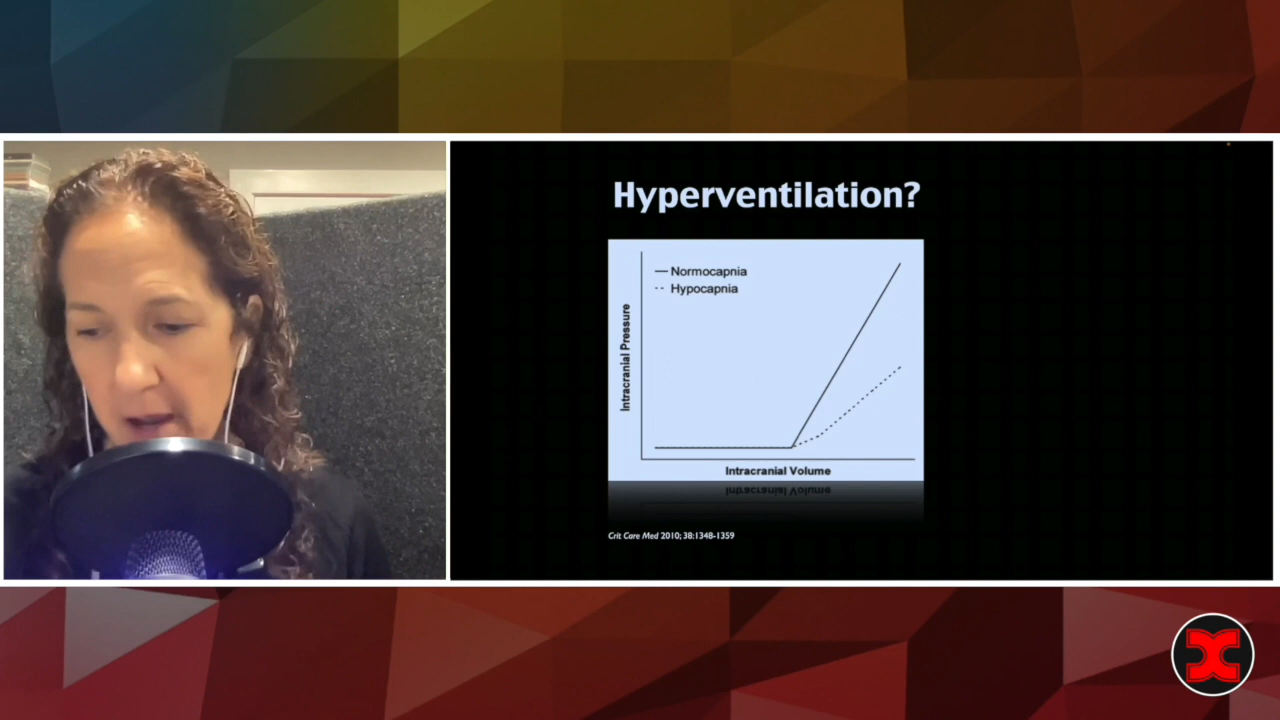 Hyperventilation?
Normocapnia
Hypocapnia
Intracranial Pressure
Intracranial Volume
Crit Care Med 2010; 38:1348-1359